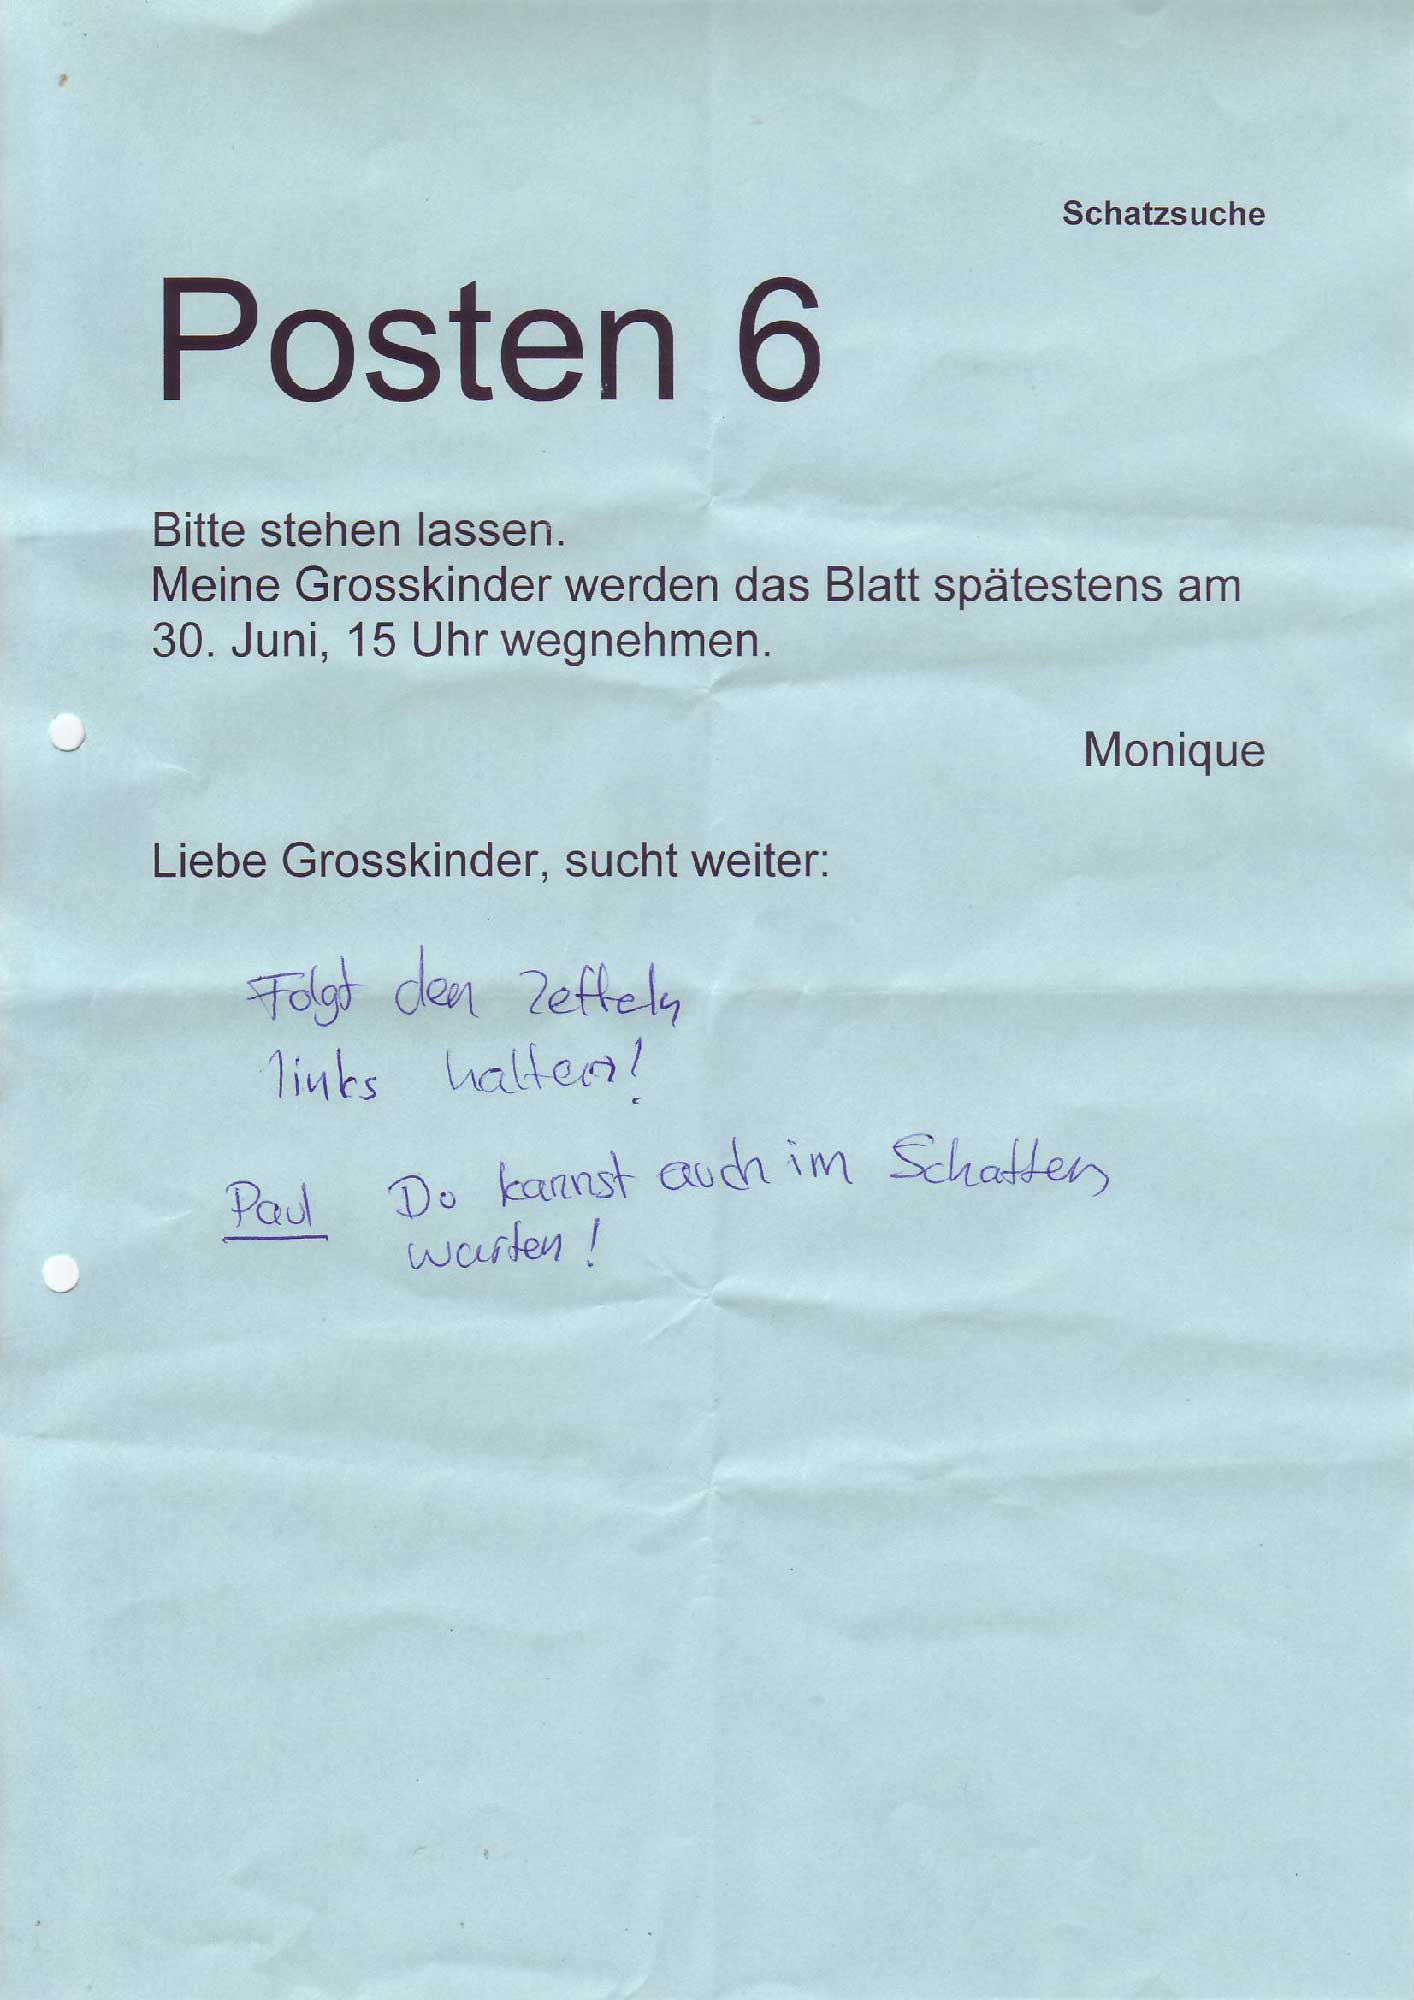 Schatzsuche
Posten 6
Bitte stehen lassen.
Meine Grosskinder werden das Blatt spätestens am
30. Juni, 15 Uhr wegnehmen.
Monique
Liebe Grosskinder, sucht weiter:
Folgt den Zetteln
links halten!
Paul Du kannst auch im Schatten
warten!